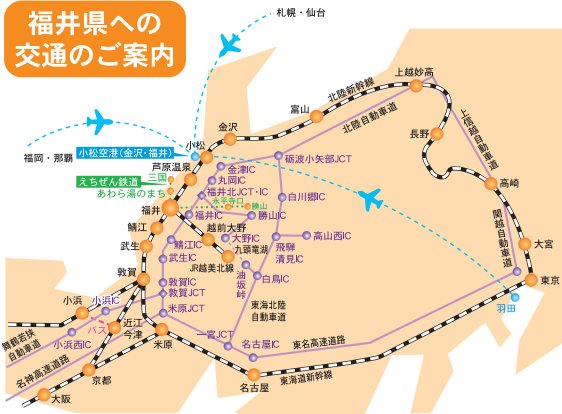 福井県への
交通のご案内
札幌・仙台
福岡・那覇
小松空港(金沢・福井)
小松
金沢
富山
北陸新幹線
北陸自動車道
上越妙高
上信越自動車道
長野
高崎
関越自動車道
大宮
東京
羽田
芦原温泉
えちぜん鉄道
三国
あわら湯のまち
金津IC
丸岡IC
福井北JCT・IC
永平寺口
勝山
砺波小矢部JCT
白川郷IC
福井
福井IC
勝山IC
鯖江
越前大野
大野IC
高山西IC
飛騨
清見IC
武生
鯖江IC
武生IC
九頭竜湖
JR越美北線
油坂峠
白鳥IC
敦賀
敦賀IC
敦賀JCT
米原JCT
東海北陸
自動車道
小浜
小浜IC
バス
近江
今津
小浜西IC
舞鶴若狭
自動車道
名神高速道路
米原
一宮JCT
名古屋IC
東名高速道路
京都
大阪
名古屋
東海道新幹線